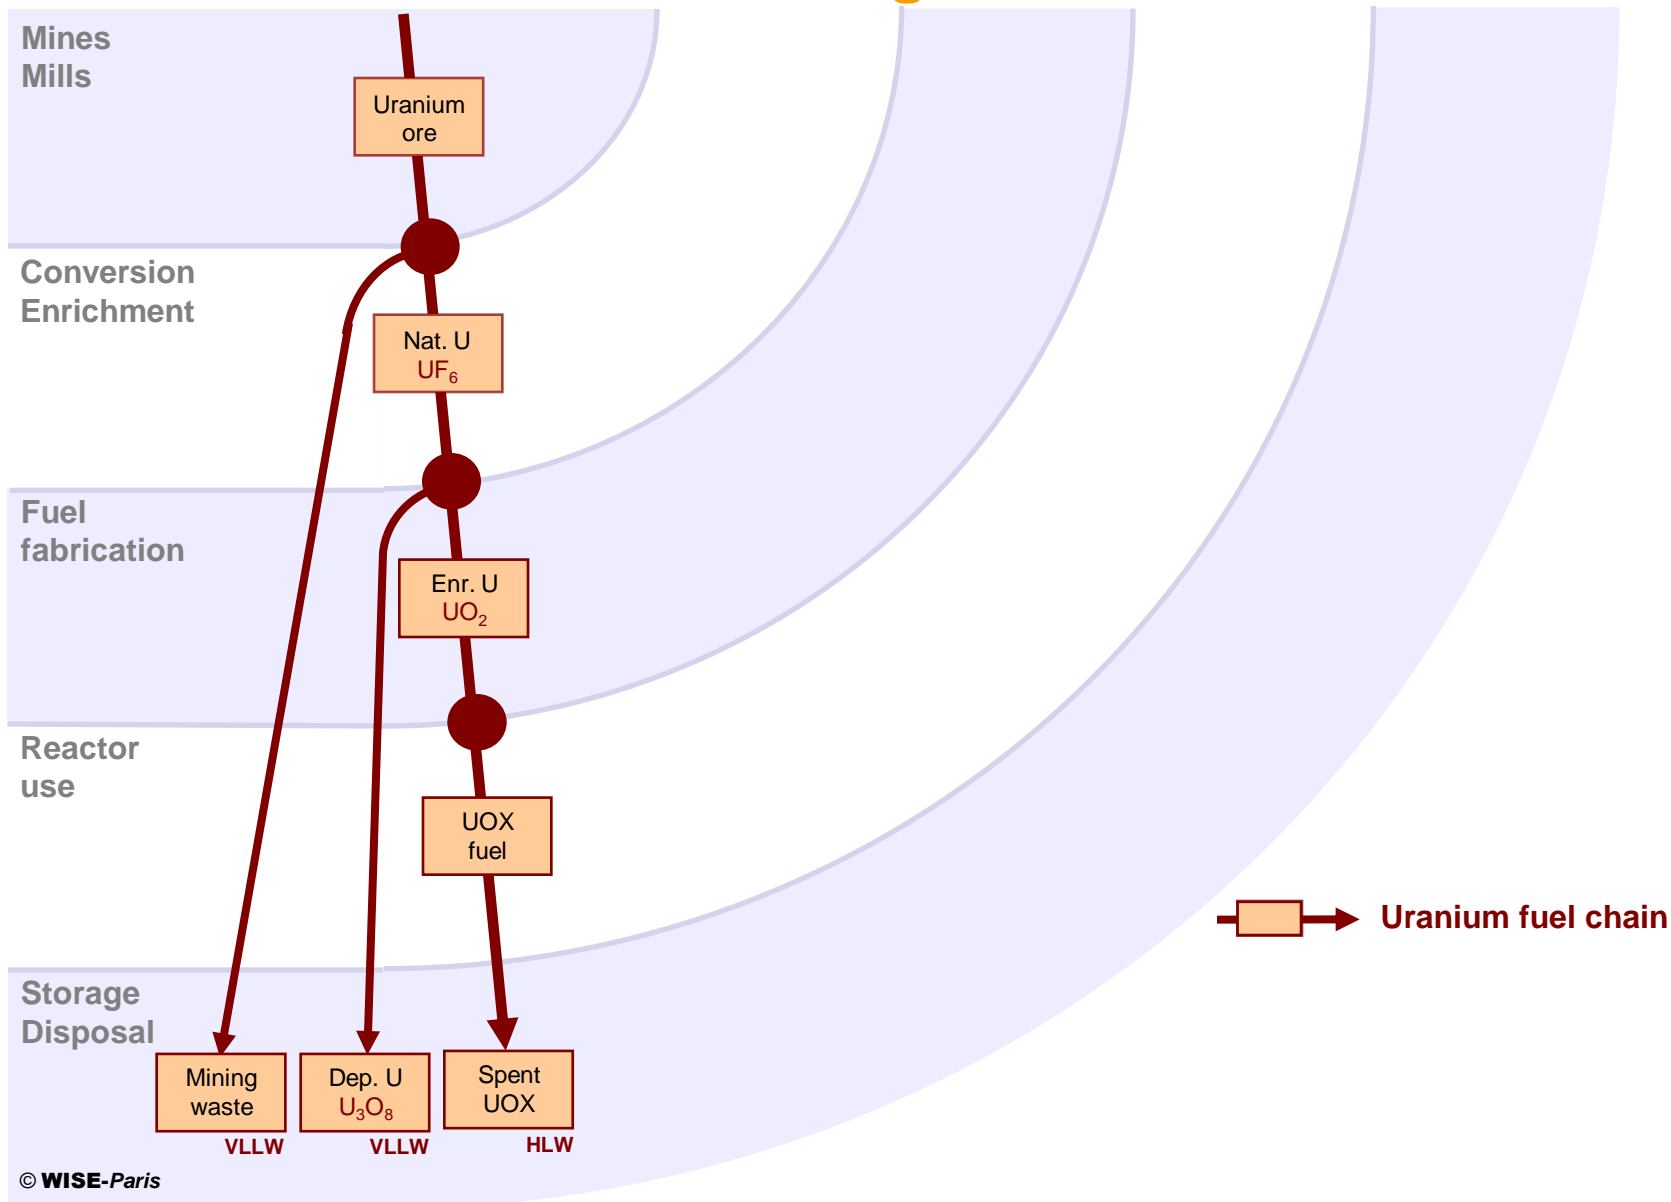 Mines
Mills
Uranium
ore
Conversion
Enrichment
Nat. U
UF₆
Fuel
fabrication
Enr. U
UO₂
Reactor
use
UOX
fuel
Uranium fuel chain
Storage
Disposal
Mining
waste
VLLW
Dep. U
U₃O₈
VLLW
Spent
UOX
HLW
© WISE-Paris